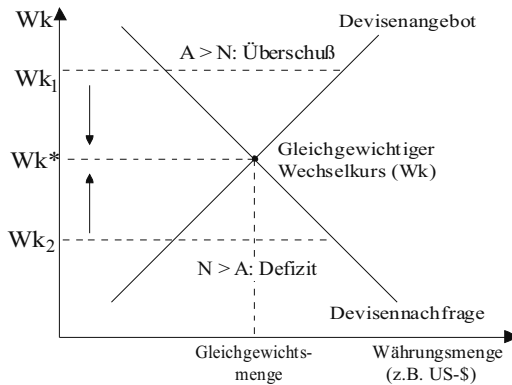 Wk
Devisenangebot
A > N: Überschuß
Wk1
Wk*
Gleichgewichtiger
Wechselkurs (Wk)
Wk2
N > A: Defizit
Devisennachfrage
Gleichgewichts-
menge
Währungsmenge
(z.B. US-$)